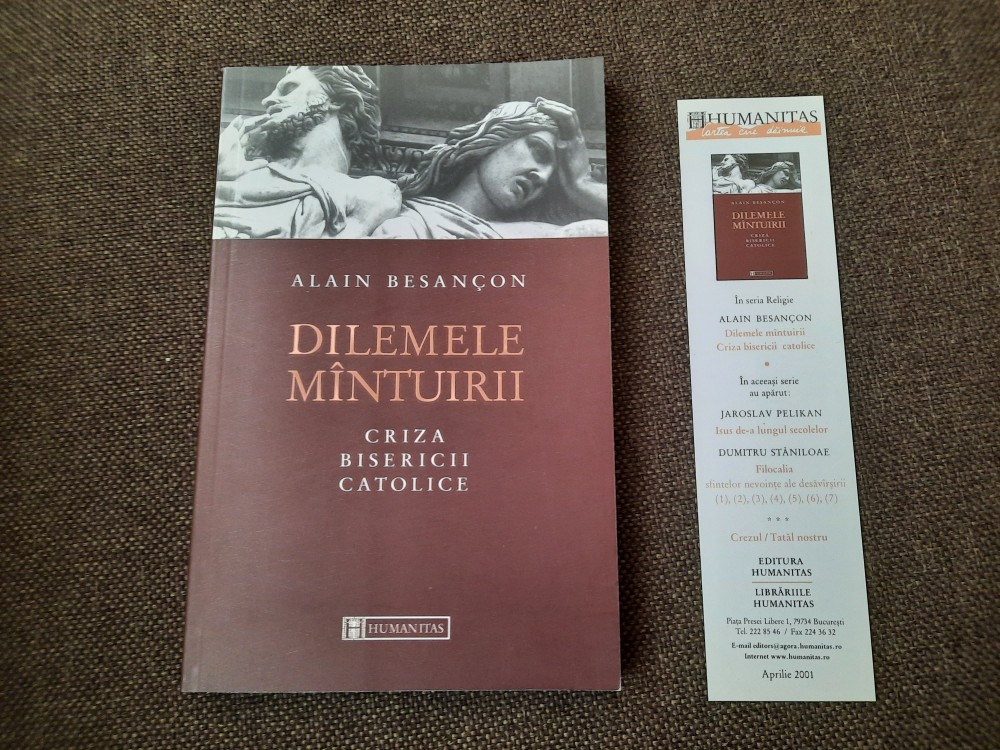 ALAIN BESANÇON
DILEMELE
MÎNTUIRII
CRIZA
BISERICII
CATOLICE
HUMANITAS
HUMANITAS
cartea care dăinuie
ALAIN BESANÇON
DILEMELE
MÎNTUIRII
CRIZA
BISERICII
CATOLICE
HUMANITAS
În seria Religie
ALAIN BESANÇON
Dilemele mîntuirii
Criza bisericii catolice
În aceeași serie
au apărut:
JAROSLAV PELIKAN
Isus de-a lungul secolelor
DUMITRU STĂNILOAE
Filocalia
sfintelor nevoințe ale desăvîrșirii
(1), (2), (3), (4), (5), (6), (7)
* * *
Crezul / Tatăl nostru
EDITURA
HUMANITAS
LIBRĂRIILE
HUMANITAS
Piața Presei Libere 1, 79734 București
Tel. 222 85 46 / Fax 224 36 32
E-mail editors@agora.humanitas.ro
Internet www.humanitas.ro
Aprilie 2001